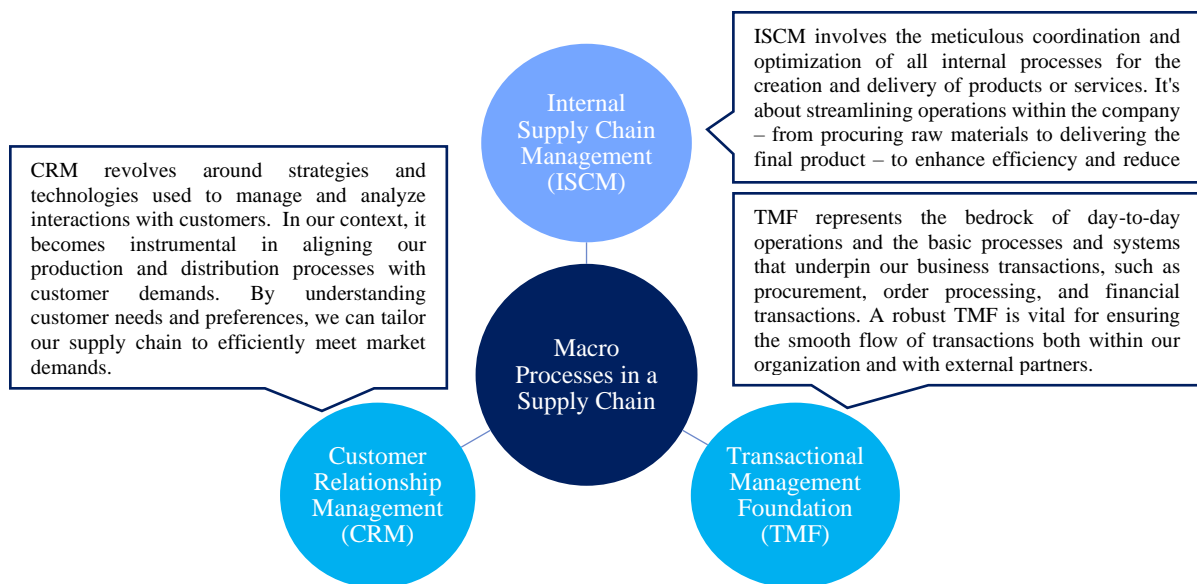 Internal
Supply Chain
Management
(ISCM)
ISCM involves the meticulous coordination and
optimization of all internal processes for the
creation and delivery of products or services. It's
about streamlining operations within the company
– from procuring raw materials to delivering the
final product – to enhance efficiency and reduce
CRM revolves around strategies and
technologies used to manage and analyze
interactions with customers. In our context, it
becomes instrumental in aligning our
production and distribution processes with
customer demands. By understanding
customer needs and preferences, we can tailor
our supply chain to efficiently meet market
demands.
TMF represents the bedrock of day-to-day
operations and the basic processes and systems
that underpin our business transactions, such as
procurement, order processing, and financial
transactions. A robust TMF is vital for ensuring
the smooth flow of transactions both within our
organization and with external partners.
Macro
Processes in a
Supply Chain
Customer
Relationship
Management
(CRM)
Transactional
Management
Foundation
(TMF)